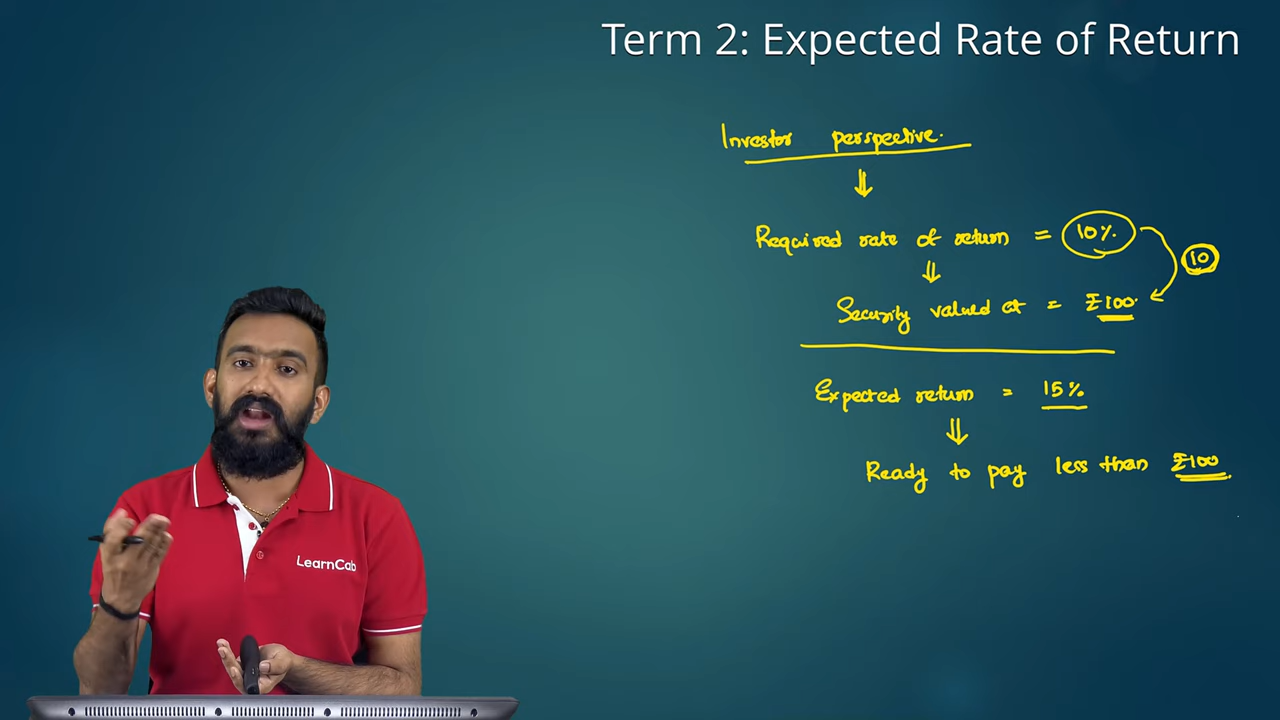 Term 2: Expected Rate of Return
Investor perspective.
⇓
Required rate of return = 10%
10
⇓
Security valued at = ₹100.
Expected return = 15%
⇓
Ready to pay less than ₹100
LearnCab